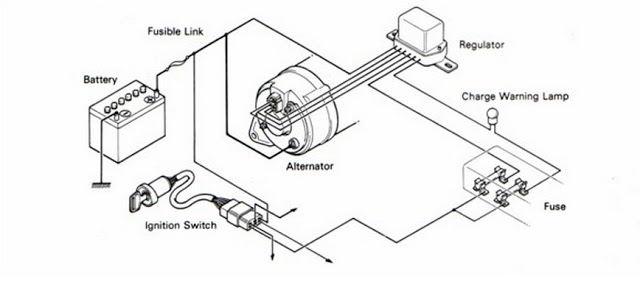 Fusible Link
Regulator
Battery
Charge Warning Lamp
Alternator
Fuse
Ignition Switch